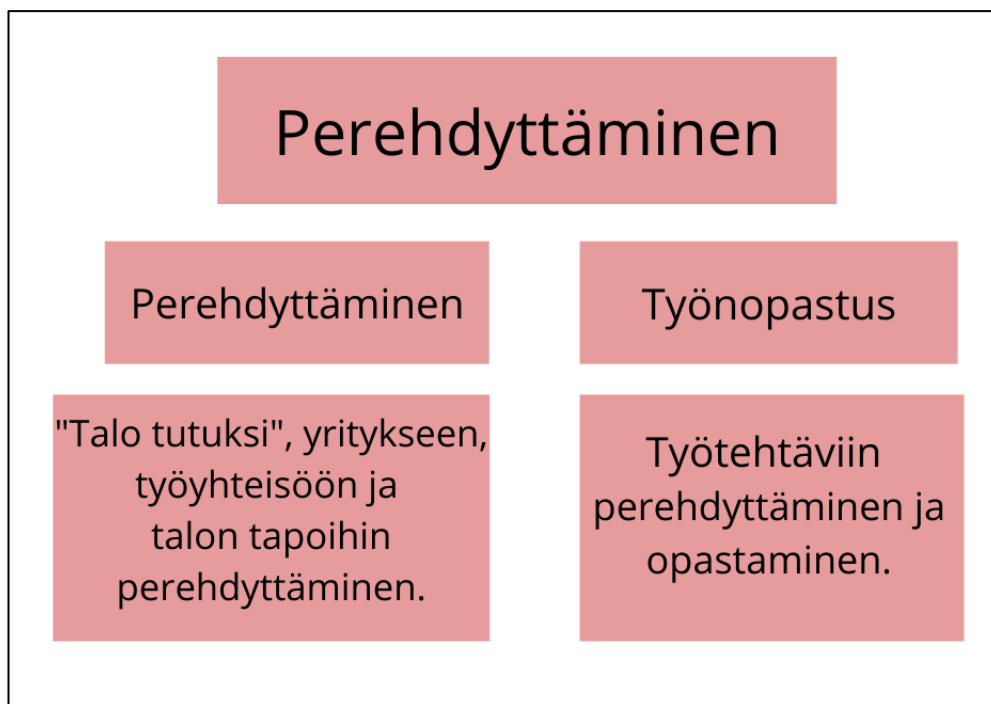 Perehdyttäminen
Perehdyttäminen
Työnopastus
"Talo tutuksi", yritykseen,
työyhteisöön ja
talon tapoihin
perehdyttäminen.
Työtehtäviin
perehdyttäminen ja
opastaminen.